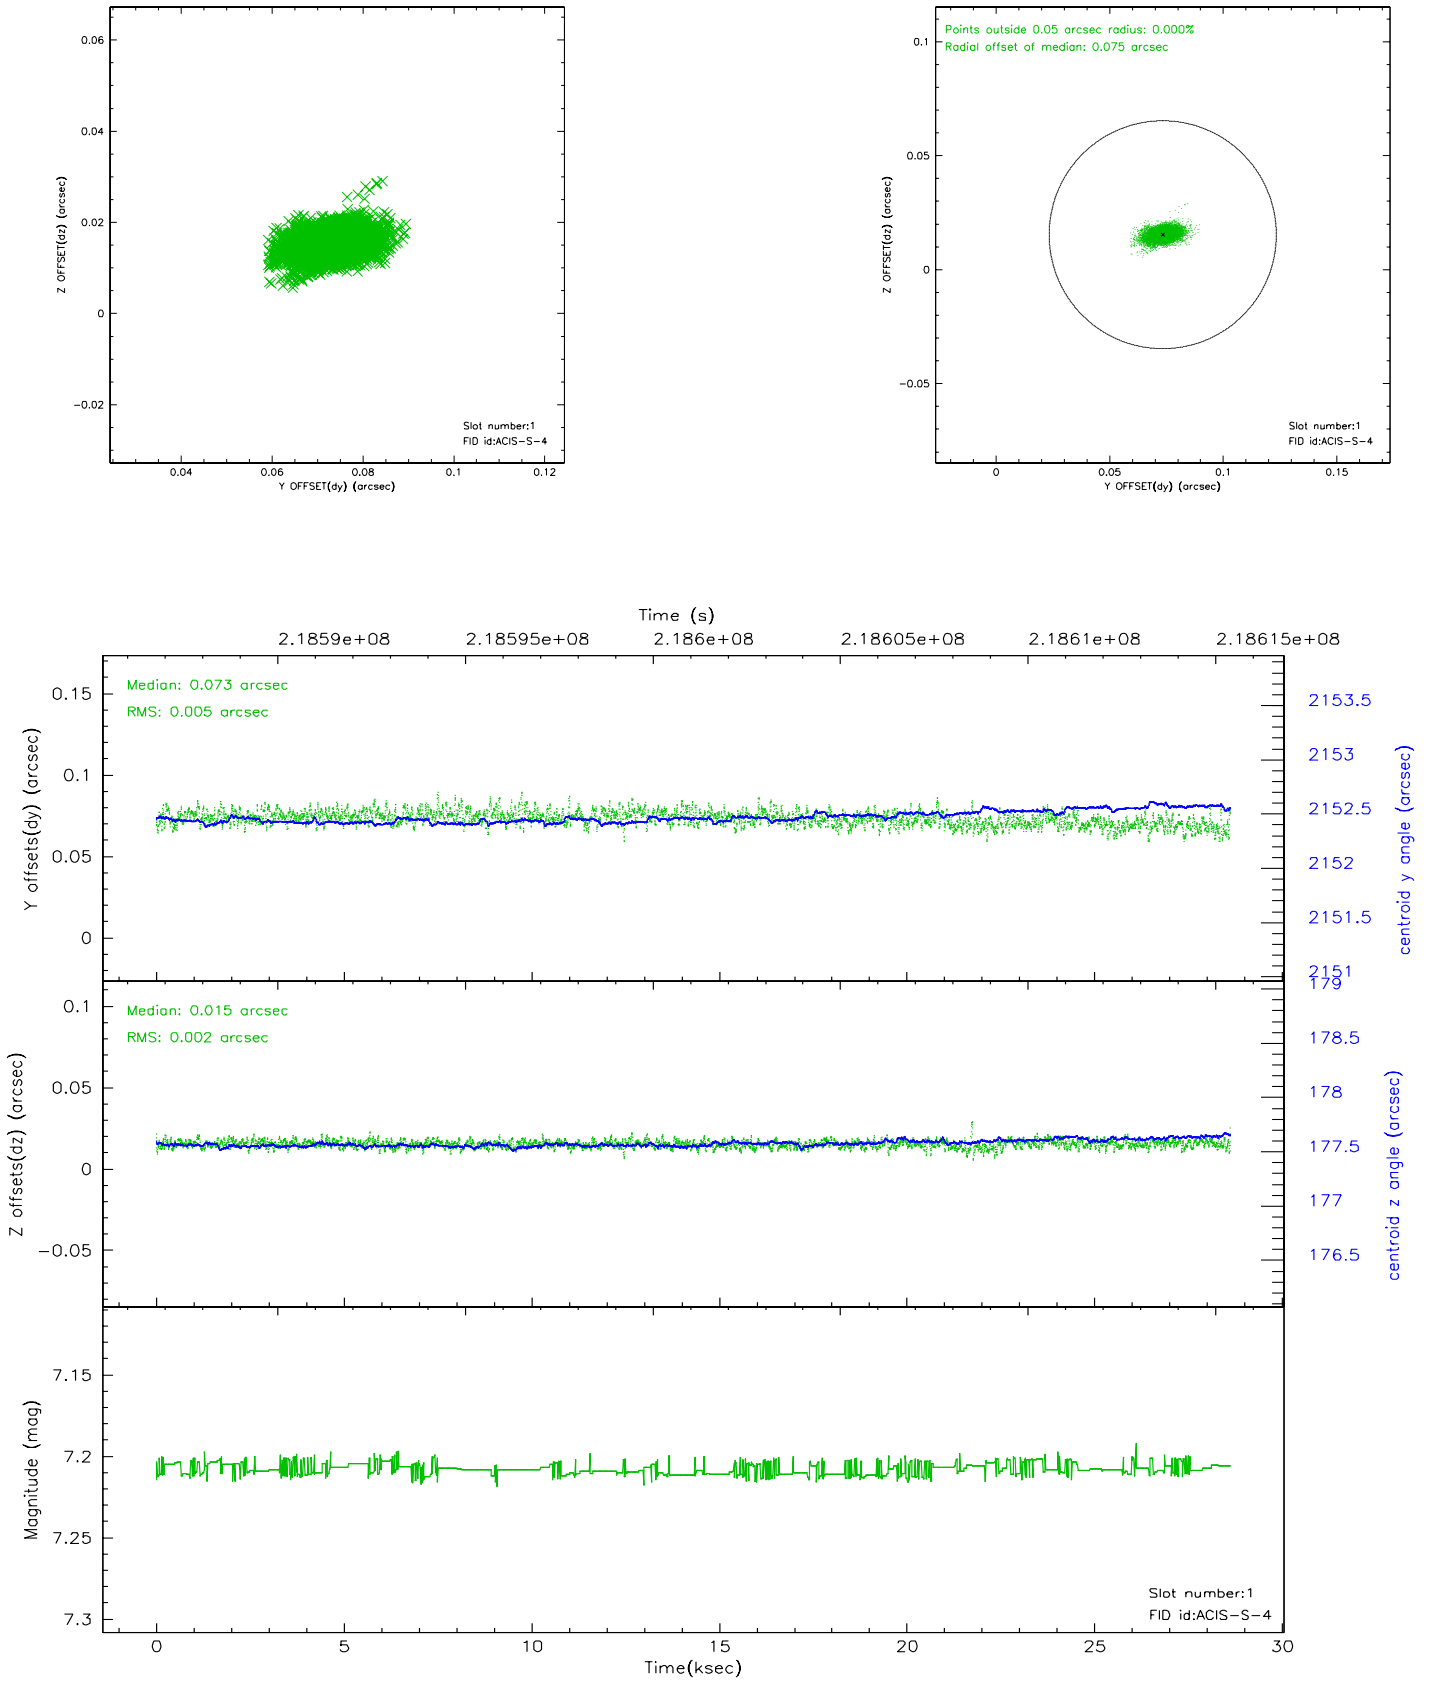 0.06
0.04
0.02
0
−0.02
Z OFFSET(dz) (arcsec)
0.04
0.06
0.08
0.1
0.12
Y OFFSET(dy) (arcsec)
Slot number:1
FID id:ACIS−S−4
Points outside 0.05 arcsec radius: 0.000%
Radial offset of median: 0.075 arcsec
0.1
0.05
0
−0.05
Z OFFSET(dz) (arcsec)
0
0.05
0.1
0.15
Y OFFSET(dy) (arcsec)
Slot number:1
FID id:ACIS−S−4
Time (s)
2.1859e+08
2.18595e+08
2.186e+08
2.18605e+08
2.1861e+08
2.18615e+08
Median: 0.073 arcsec
RMS: 0.005 arcsec
0.15
0.1
0.05
0
Y offsets(dy) (arcsec)
2153.5
2153
2152.5
2152
2151.5
2151
centroid y angle (arcsec)
Median: 0.015 arcsec
RMS: 0.002 arcsec
0.1
0.05
0
−0.05
Z offsets(dz) (arcsec)
179
178.5
178
177.5
177
176.5
centroid z angle (arcsec)
7.15
7.2
7.25
7.3
Magnitude (mag)
Slot number:1
FID id:ACIS−S−4
0
5
10
15
20
25
30
Time(ksec)